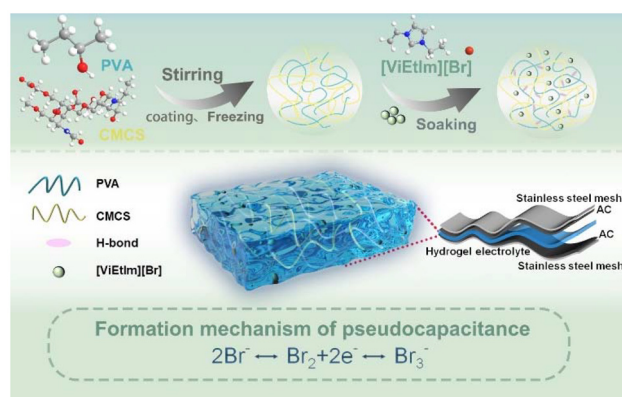 PVA
CMCS
Stirring
coating、Freezing
[ViEtIm][Br]
Soaking
PVA
CMCS
H-bond
[ViEtIm][Br]
Stainless steel mesh
AC
AC
Hydrogel electrolyte
Stainless steel mesh
Formation mechanism of pseudocapacitance
2Br⁻ ↔ Br₂+2e⁻ ↔ Br₃⁻